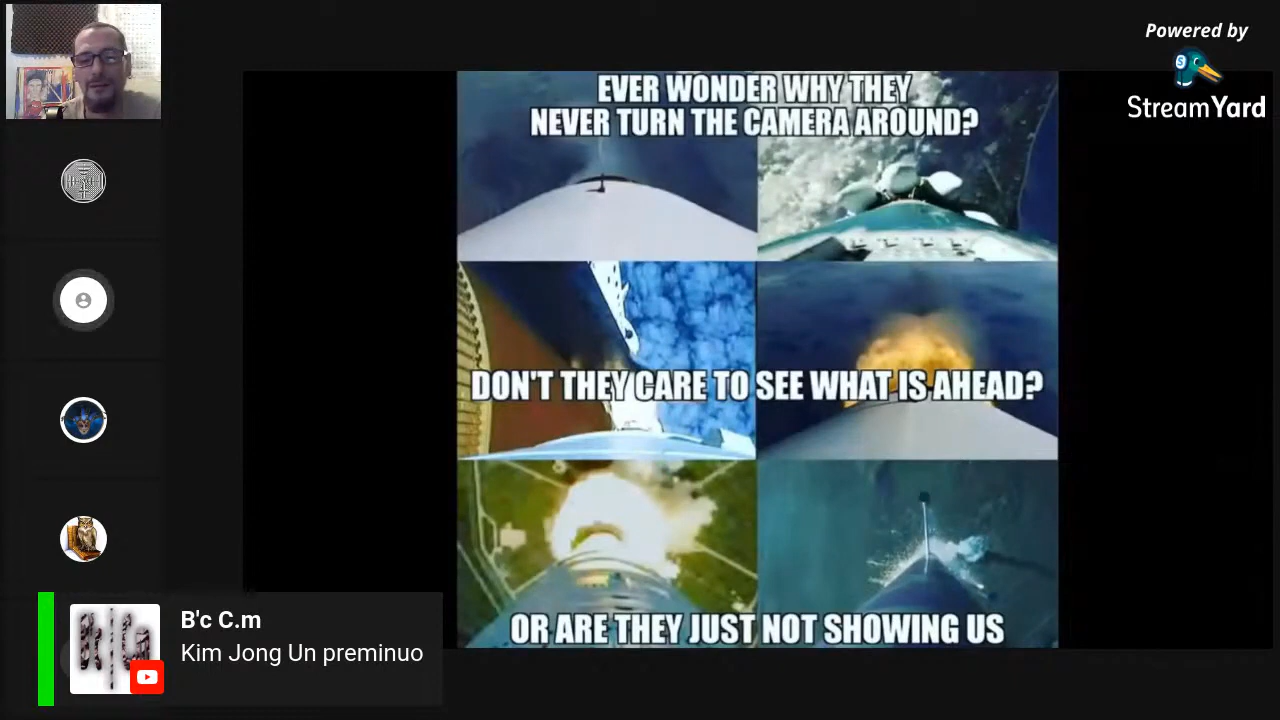 Powered by
StreamYard
EVER WONDER WHY THEY
NEVER TURN THE CAMERA AROUND?
DON'T THEY CARE TO SEE WHAT IS AHEAD?
OR ARE THEY JUST NOT SHOWING US
B'c C.m
Kim Jong Un preminuo